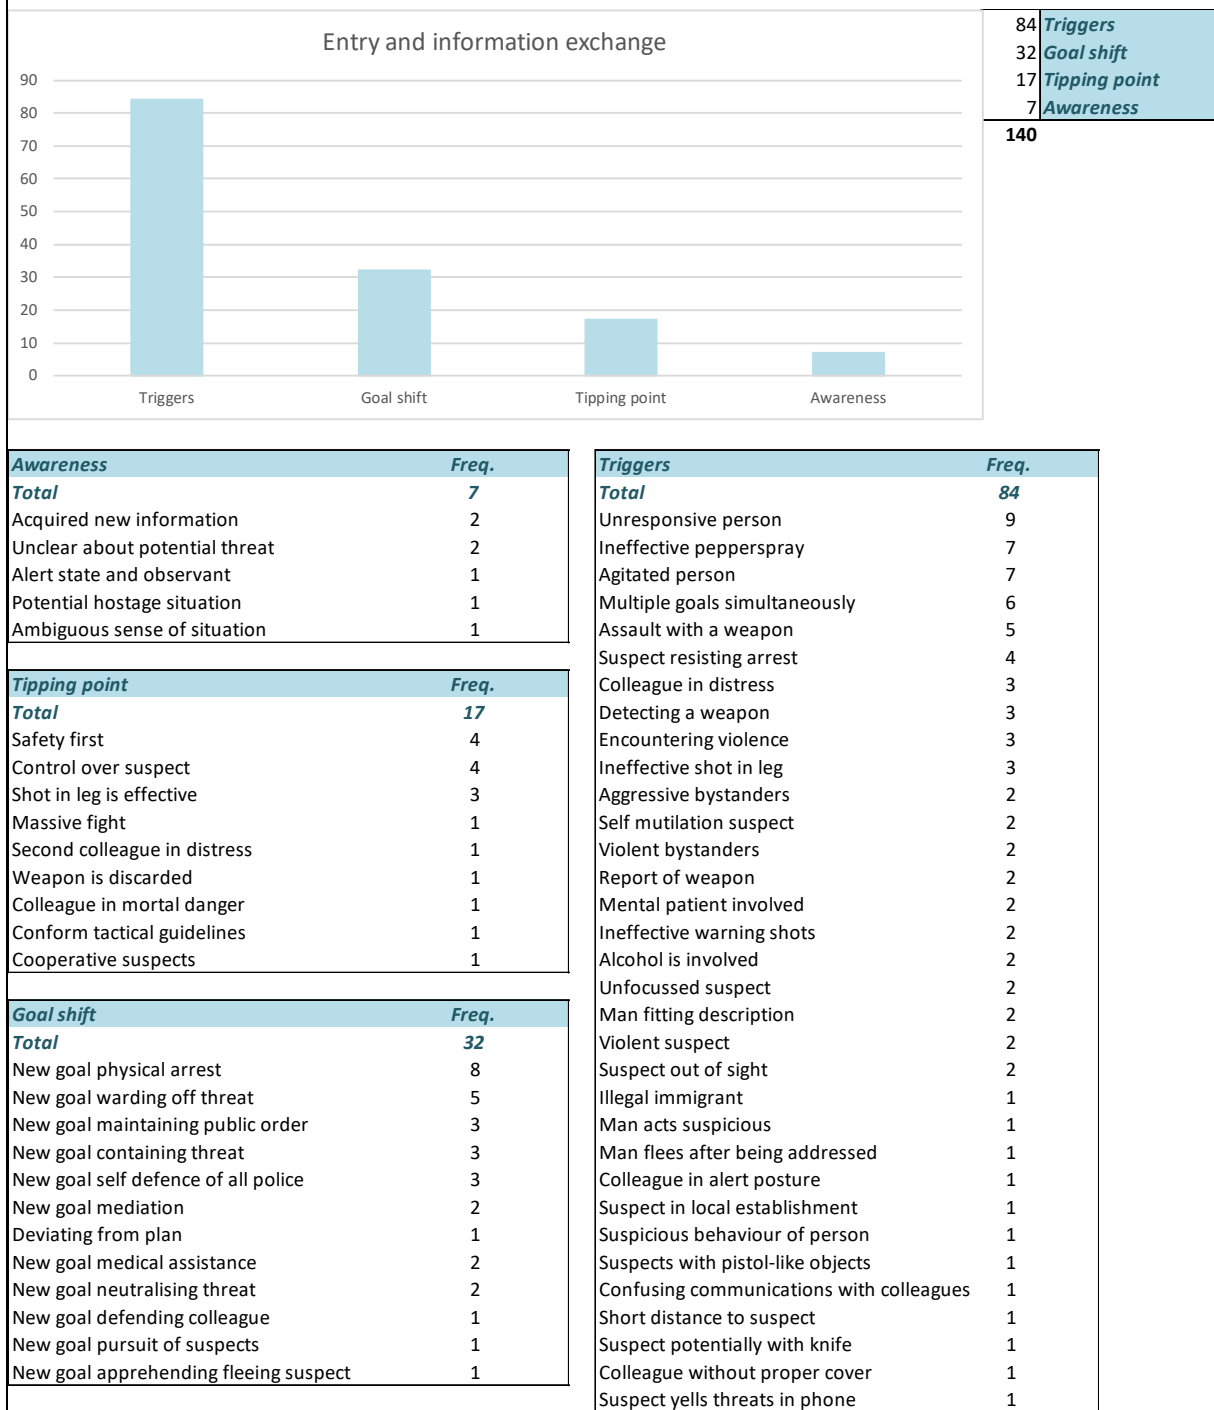 Entry and information exchange
90
80
70
60
50
40
30
20
10
0
Triggers Goal shift Tipping point Awareness
84 Triggers
32 Goal shift
17 Tipping point
7 Awareness
140
Awareness Freq.
Total 7
Acquired new information 2
Unclear about potential threat 2
Alert state and observant 1
Potential hostage situation 1
Ambiguous sense of situation 1
Tipping point Freq.
Total 17
Safety first 4
Control over suspect 4
Shot in leg is effective 3
Massive fight 1
Second colleague in distress 1
Weapon is discarded 1
Colleague in mortal danger 1
Conform tactical guidelines 1
Cooperative suspects 1
Goal shift Freq.
Total 32
New goal physical arrest 8
New goal warding off threat 5
New goal maintaining public order 3
New goal containing threat 3
New goal self defence of all police 3
New goal mediation 2
Deviating from plan 1
New goal medical assistance 2
New goal neutralising threat 2
New goal defending colleague 1
New goal pursuit of suspects 1
New goal apprehending fleeing suspect 1
Triggers Freq.
Total 84
Unresponsive person 9
Ineffective pepperspray 7
Agitated person 7
Multiple goals simultaneously 6
Assault with a weapon 5
Suspect resisting arrest 4
Colleague in distress 3
Detecting a weapon 3
Encountering violence 3
Ineffective shot in leg 3
Aggressive bystanders 2
Self mutilation suspect 2
Violent bystanders 2
Report of weapon 2
Mental patient involved 2
Ineffective warning shots 2
Alcohol is involved 2
Unfocussed suspect 2
Man fitting description 2
Violent suspect 2
Suspect out of sight 2
Illegal immigrant 1
Man acts suspicious 1
Man flees after being addressed 1
Colleague in alert posture 1
Suspect in local establishment 1
Suspicious behaviour of person 1
Suspects with pistol-like objects 1
Confusing communications with colleagues 1
Short distance to suspect 1
Suspect potentially with knife 1
Colleague without proper cover 1
Suspect yells threats in phone 1